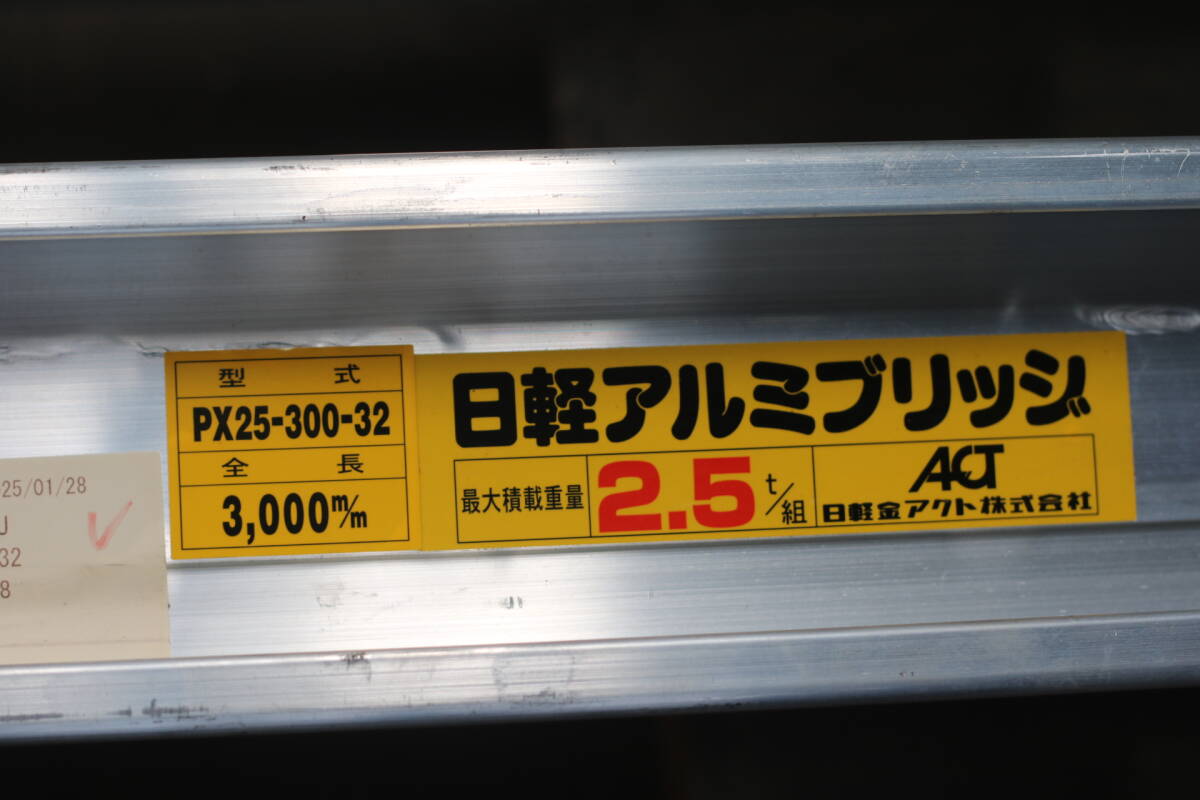 型式
PX25-300-32
全長
3,000m/m
日軽アルミブリッジ
最大積載重量 2.5t/組
ACT
日軽金アクト株式会社
25/01/28
32
8